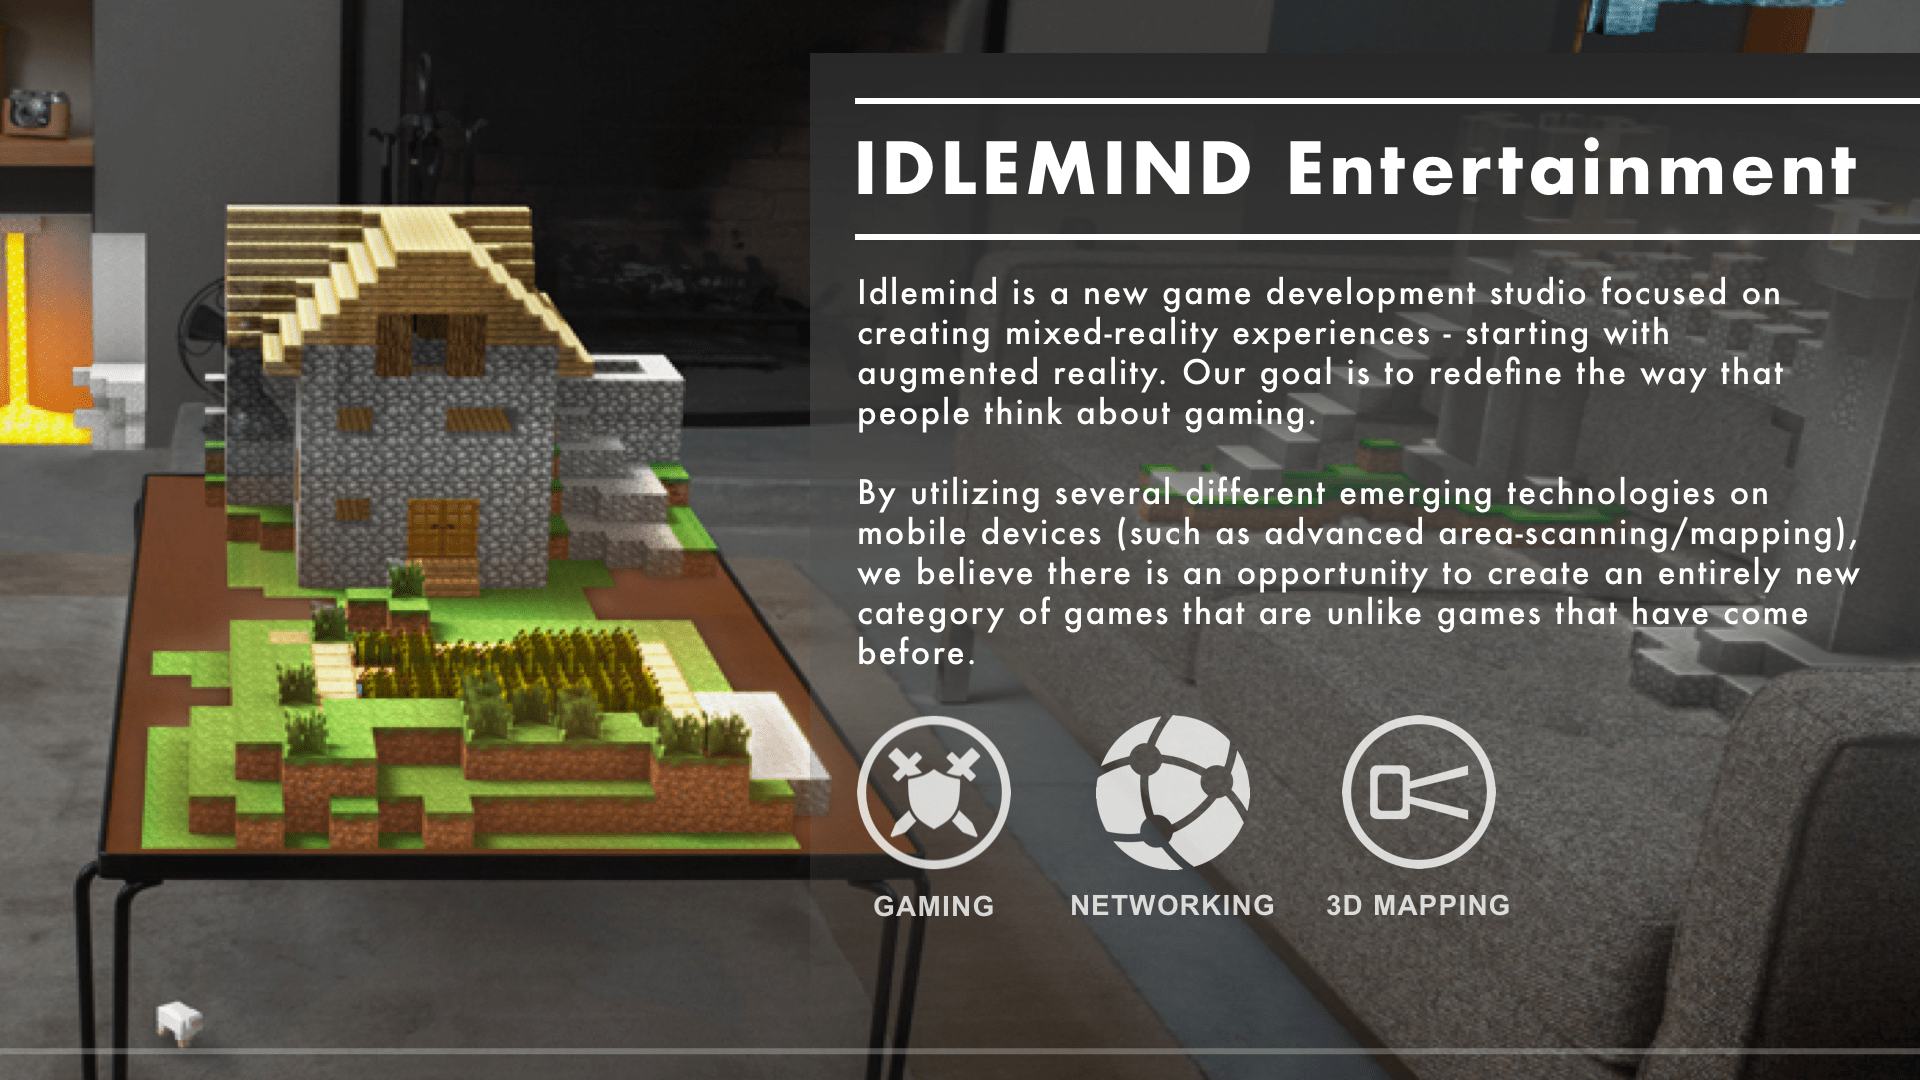 IDLEMIND Entertainment
Idlemind is a new game development studio focused on
creating mixed-reality experiences - starting with
augmented reality. Our goal is to redefine the way that
people think about gaming.
By utilizing several different emerging technologies on
mobile devices (such as advanced area-scanning/mapping),
we believe there is an opportunity to create an entirely new
category of games that are unlike games that have come
before.
GAMING
NETWORKING
3D MAPPING